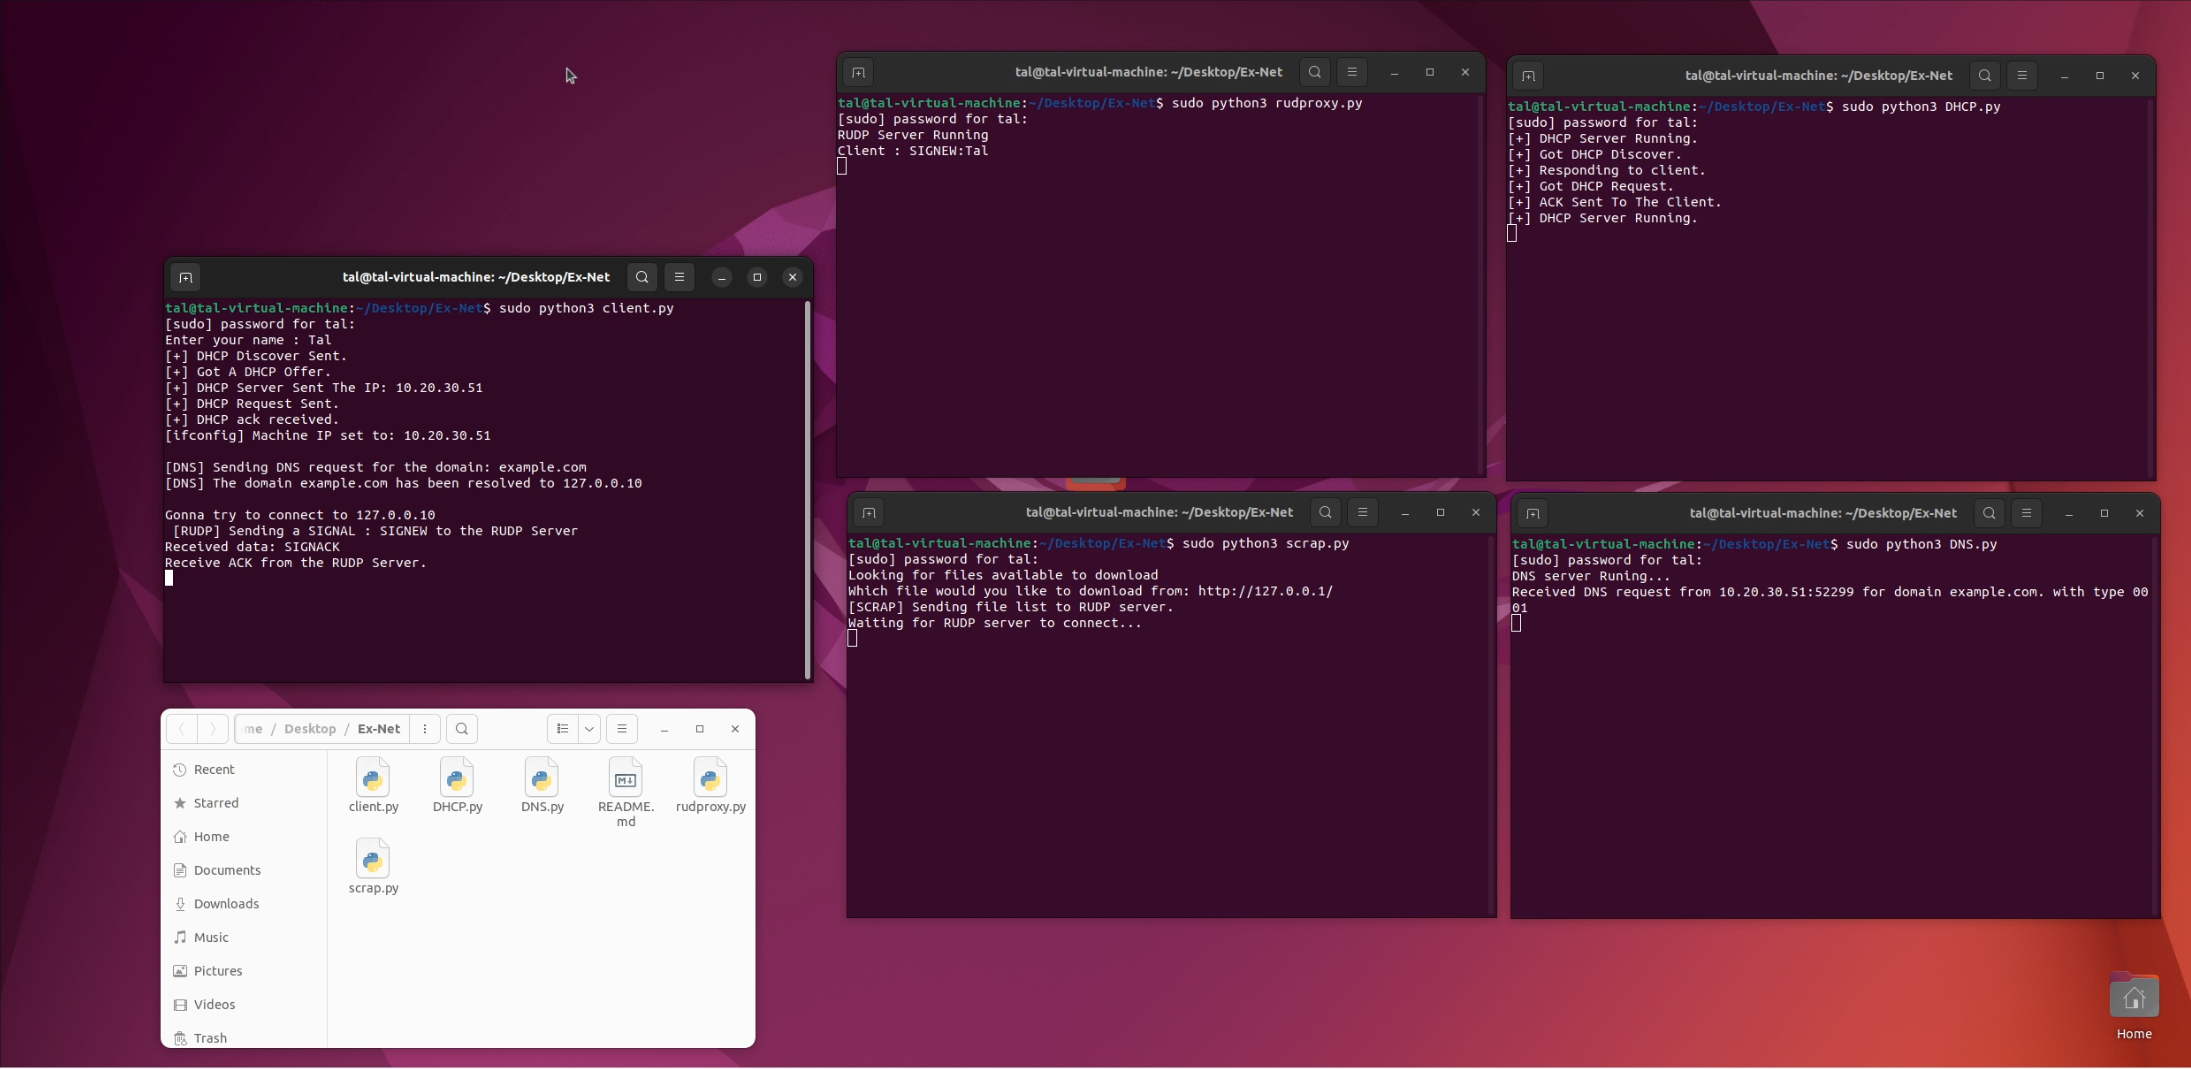 tal@tal-virtual-machine: ~/Desktop/Ex-Net
tal@tal-virtual-machine:~/Desktop/Ex-Net$ sudo python3 rudproxy.py
[sudo] password for tal:
RUDP Server Running
Client : SIGNEW:Tal
tal@tal-virtual-machine: ~/Desktop/Ex-Net
tal@tal-virtual-machine:~/Desktop/Ex-Net$ sudo python3 DHCP.py
[sudo] password for tal:
[+] DHCP Server Running.
[+] Got DHCP Discover.
[+] Responding to client.
[+] Got DHCP Request.
[+] ACK Sent To The Client.
[+] DHCP Server Running.
tal@tal-virtual-machine: ~/Desktop/Ex-Net
tal@tal-virtual-machine:~/Desktop/Ex-Net$ sudo python3 client.py
[sudo] password for tal:
Enter your name : Tal
[+] DHCP Discover Sent.
[+] Got A DHCP Offer.
[+] DHCP Server Sent The IP: 10.20.30.51
[+] DHCP Request Sent.
[+] DHCP ack received.
[ifconfig] Machine IP set to: 10.20.30.51
[DNS] Sending DNS request for the domain: example.com
[DNS] The domain example.com has been resolved to 127.0.0.10
Gonna try to connect to 127.0.0.10
[RUDP] Sending a SIGNAL : SIGNEW to the RUDP Server
Received data: SIGNACK
Receive ACK from the RUDP Server.
tal@tal-virtual-machine: ~/Desktop/Ex-Net
tal@tal-virtual-machine:~/Desktop/Ex-Net$ sudo python3 scrap.py
[sudo] password for tal:
Looking for files available to download
Which file would you like to download from: http://127.0.0.1/
[SCRAP] Sending file list to RUDP server.
Waiting for RUDP server to connect...
tal@tal-virtual-machine: ~/Desktop/Ex-Net
tal@tal-virtual-machine:~/Desktop/Ex-Net$ sudo python3 DNS.py
[sudo] password for tal:
DNS server Runing...
Received DNS request from 10.20.30.51:52299 for domain example.com. with type 00
01
me / Desktop / Ex-Net
Recent
Starred
Home
Documents
Downloads
Music
Pictures
Videos
Trash
client.py
DHCP.py
DNS.py
README.
md
rudproxy.py
scrap.py
Home